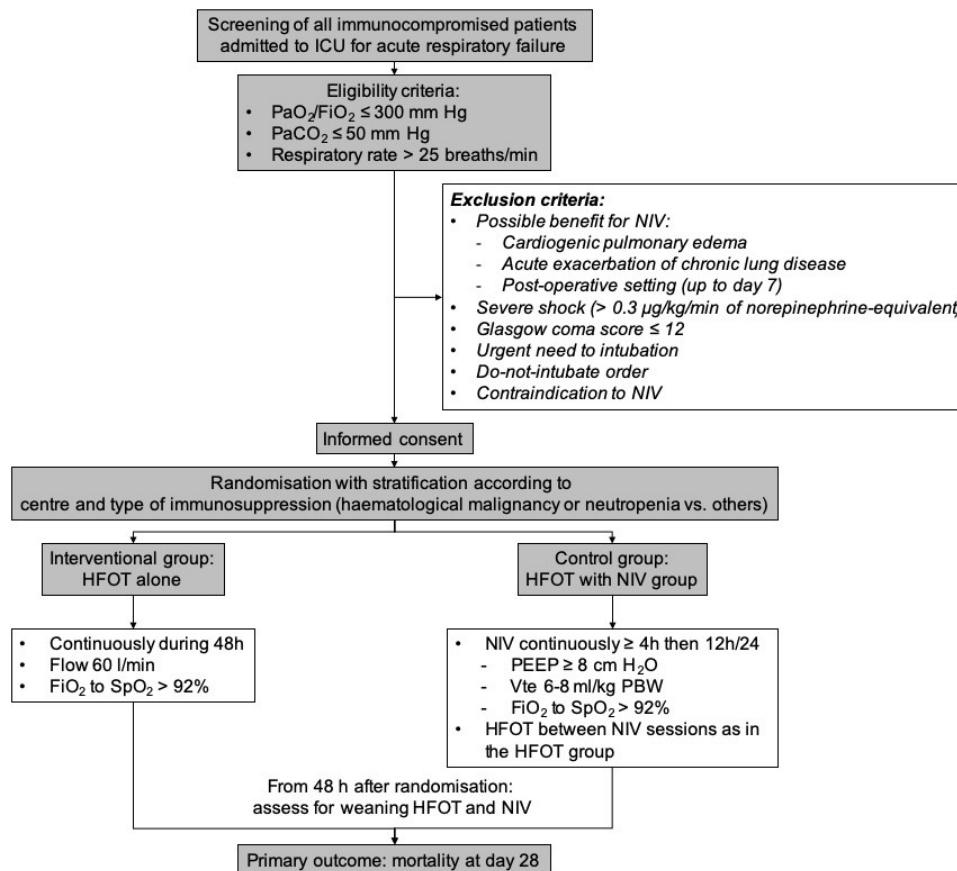 Screening of all immunocompromised patients
admitted to ICU for acute respiratory failure
Eligibility criteria:
• PaO₂/FiO₂ ≤ 300 mm Hg
• PaCO₂ ≤ 50 mm Hg
• Respiratory rate > 25 breaths/min
Exclusion criteria:
• Possible benefit for NIV:
- Cardiogenic pulmonary edema
- Acute exacerbation of chronic lung disease
- Post-operative setting (up to day 7)
• Severe shock (> 0.3 µg/kg/min of norepinephrine-equivalent)
• Glasgow coma score ≤ 12
• Urgent need to intubation
• Do-not-intubate order
• Contraindication to NIV
Informed consent
Randomisation with stratification according to
centre and type of immunosuppression (haematological malignancy or neutropenia vs. others)
Interventional group:
HFOT alone
Control group:
HFOT with NIV group
• Continuously during 48h
• Flow 60 l/min
• FiO₂ to SpO₂ > 92%
• NIV continuously ≥ 4h then 12h/24
- PEEP ≥ 8 cm H₂O
- Vte 6-8 ml/kg PBW
- FiO₂ to SpO₂ > 92%
• HFOT between NIV sessions as in
the HFOT group
From 48 h after randomisation:
assess for weaning HFOT and NIV
Primary outcome: mortality at day 28